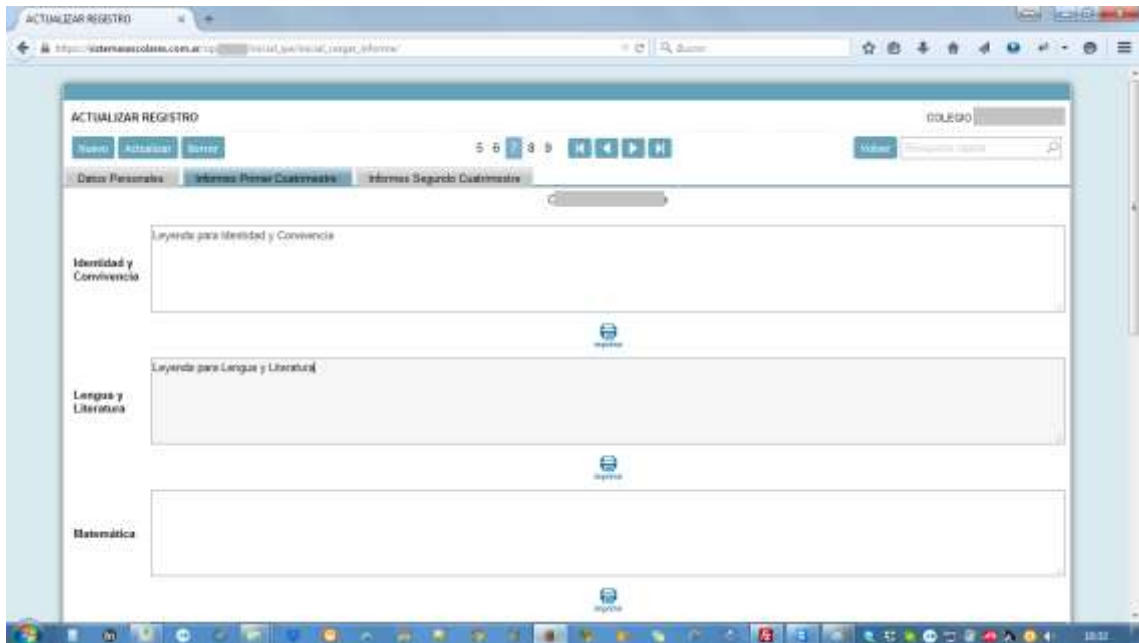 ACTUALIZAR REGISTRO
Buscar
ACTUALIZAR REGISTRO
COLEGIO
Nuevo Actualizar Borrar
5 6 7 8 9
Volver
Datos Personales Informes Primer Cuatrimestre Informes Segundo Cuatrimestre
Leyenda para Identidad y Convivencia
Identidad y
Convivencia
Imprimir
Leyenda para Lengua y Literatura
Lengua y
Literatura
Imprimir
Matemática
Imprimir